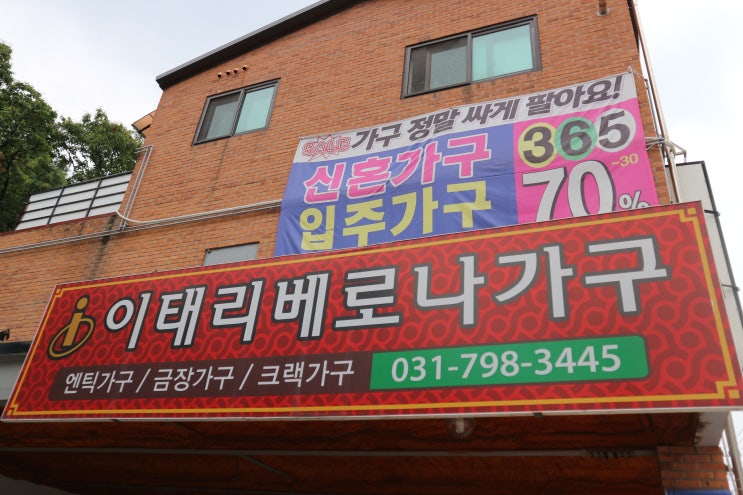 SALE 가구 정말 싸게 팔아요!
신혼가구
입주가구
365
~30
70%
이태리베로나가구
엔틱가구 / 금장가구 / 크랙가구
031-798-3445